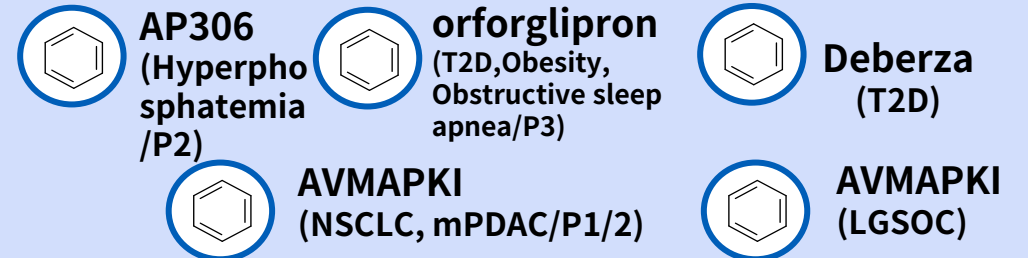 AP306
(Hyperpho
sphatemia
/P2)
orforglipron
(T2D,Obesity,
Obstructive sleep
apnea/P3)
Deberza
(T2D)
AVMAPKI
(NSCLC, mPDAC/P1/2)
AVMAPKI
(LGSOC)